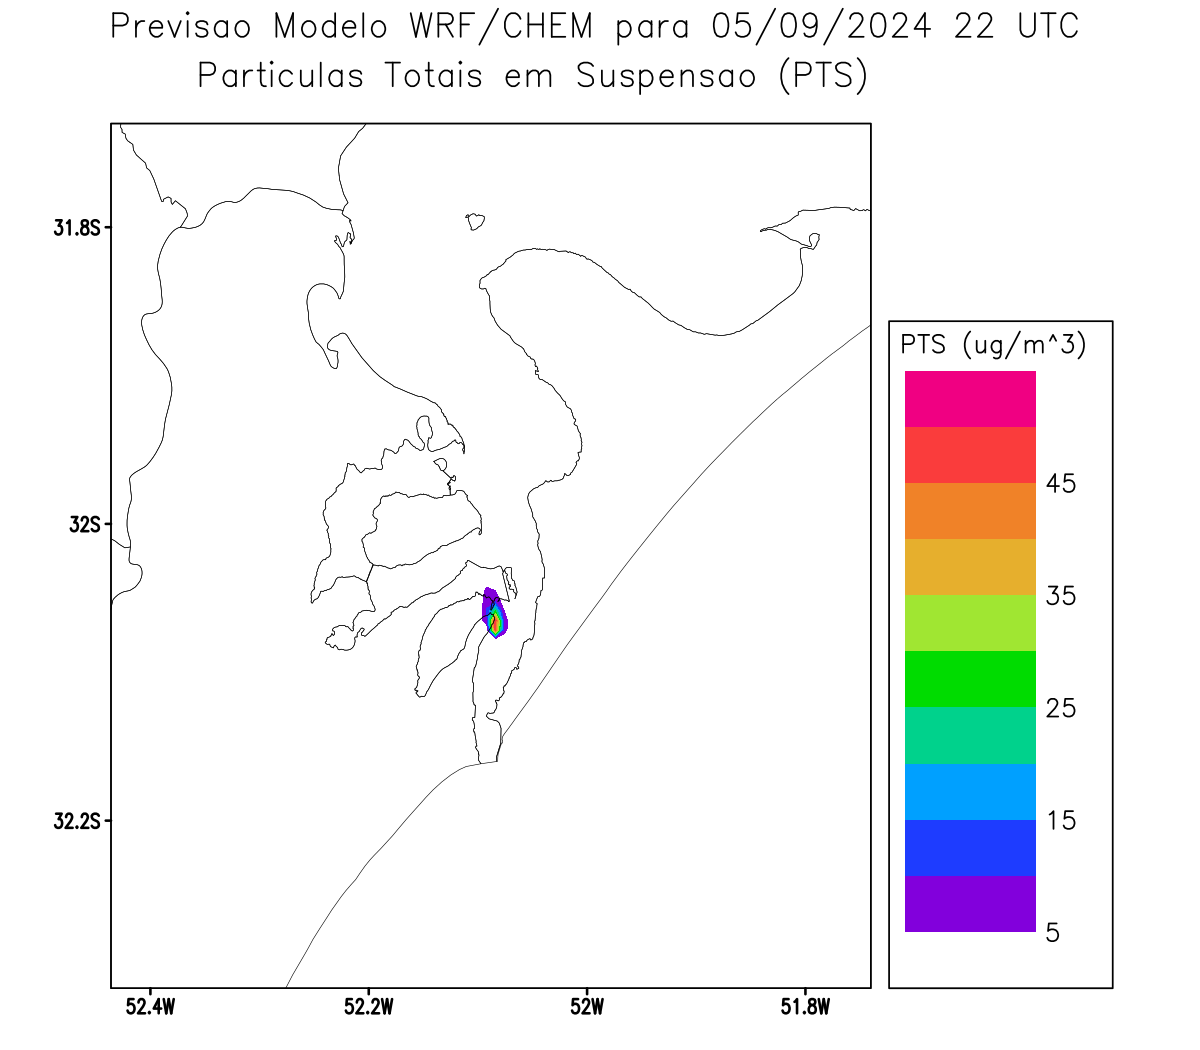 Previsao Modelo WRF/CHEM para 05/09/2024 22 UTC
Particulas Totais em Suspensao (PTS)
31.8S
32S
32.2S
52.4W
52.2W
52W
51.8W
PTS (ug/m^3)
45
35
25
15
5